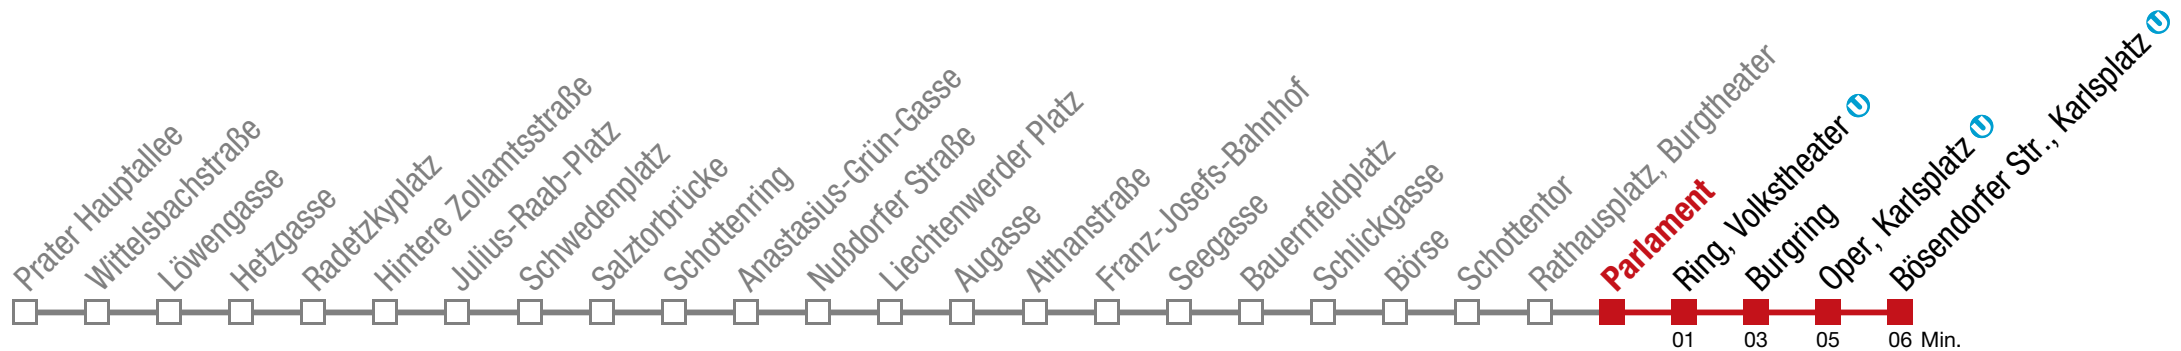 Prater Hauptallee
Wittelsbachstraße
Löwengasse
Hetzgasse
Radetzkyplatz
Hintere Zollamtsstraße
Julius-Raab-Platz
Schwedenplatz
Salztorbrücke
Schottenring
Anastasius-Grün-Gasse
Nußdorfer Straße
Liechtenwerder Platz
Augasse
Althanstraße
Franz-Josefs-Bahnhof
Seegasse
Bauernfeldplatz
Schlickgasse
Börse
Schottentor
Rathausplatz, Burgtheater
Parlament
Ring, Volkstheater U
Burgring
Oper, Karlsplatz U
Bösendorfer Str., Karlsplatz U
01 03 05 06 Min.